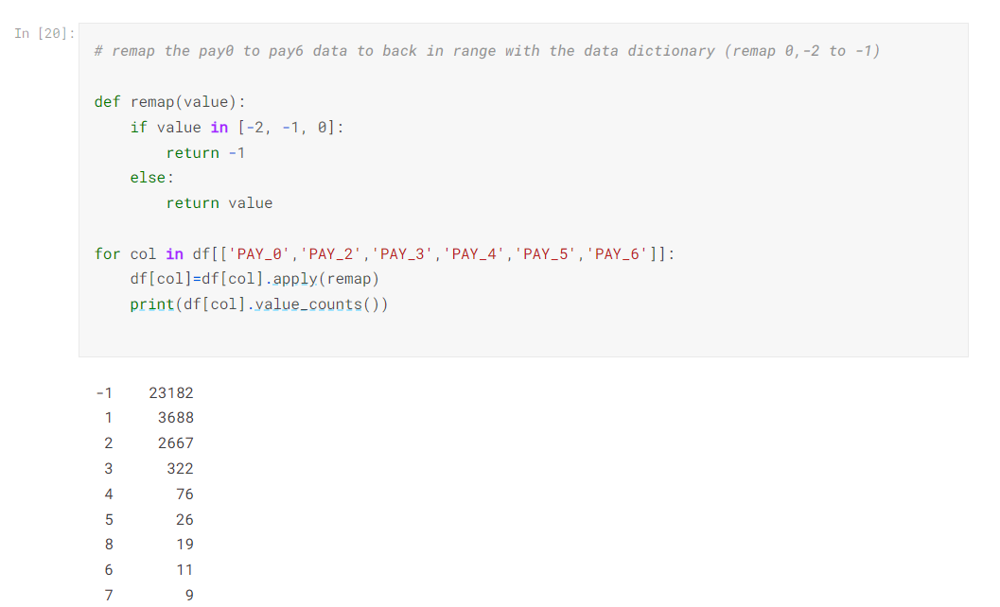 In [20]:
# remap the pay0 to pay6 data to back in range with the data dictionary (remap 0,-2 to -1)
def remap(value):
    if value in [-2, -1, 0]:
        return -1
    else:
        return value
for col in df[['PAY_0','PAY_2','PAY_3','PAY_4','PAY_5','PAY_6']]:
    df[col]=df[col].apply(remap)
    print(df[col].value_counts())
-1    23182
1    3688
2    2667
3    322
4    76
5    26
8    19
6    11
7    9